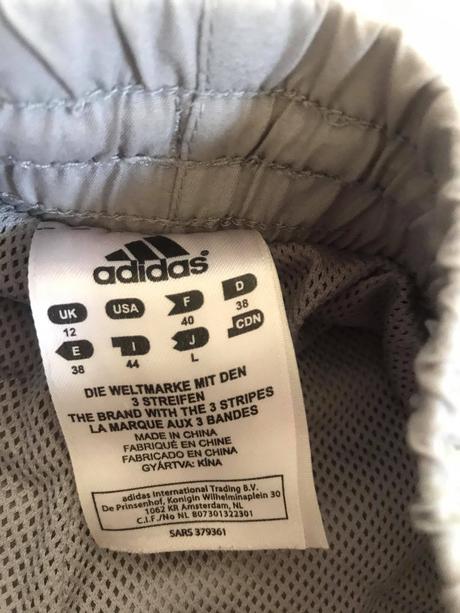 adidas
UK USA F D
12 40 38
E I J CDN
38 44 L
DIE WELTMARKE MIT DEN
3 STREIFEN
THE BRAND WITH THE 3 STRIPES
LA MARQUE AUX 3 BANDES
MADE IN CHINA
FABRIQUÉ EN CHINE
FABRICADO EN CHINA
GYÁRTVA: KÍNA
adidas International Trading B.V.
De Prinsenhof, Konigin Wilhelminaplein 30
1062 KR Amsterdam, NL
C.I.F./No NL 807301322301
SARS 379361